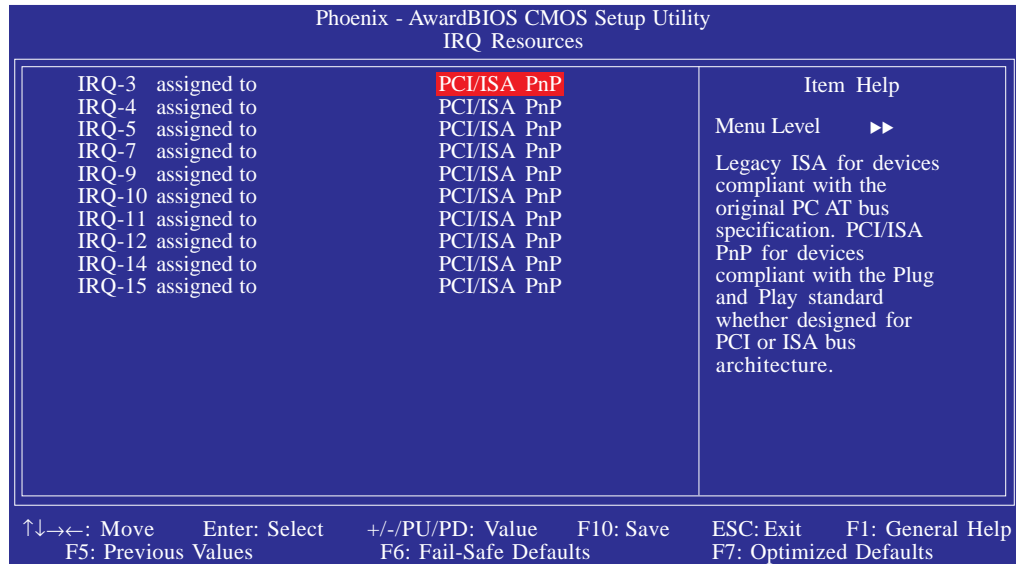 Phoenix - AwardBIOS CMOS Setup Utility
IRQ Resources
IRQ-3 assigned to PCI/ISA PnP
IRQ-4 assigned to PCI/ISA PnP
IRQ-5 assigned to PCI/ISA PnP
IRQ-7 assigned to PCI/ISA PnP
IRQ-9 assigned to PCI/ISA PnP
IRQ-10 assigned to PCI/ISA PnP
IRQ-11 assigned to PCI/ISA PnP
IRQ-12 assigned to PCI/ISA PnP
IRQ-14 assigned to PCI/ISA PnP
IRQ-15 assigned to PCI/ISA PnP
Item Help
Menu Level ▶▶
Legacy ISA for devices
compliant with the
original PC AT bus
specification. PCI/ISA
PnP for devices
compliant with the Plug
and Play standard
whether designed for
PCI or ISA bus
architecture.
↑↓→←: Move Enter: Select +/-/PU/PD: Value F10: Save ESC: Exit F1: General Help
F5: Previous Values F6: Fail-Safe Defaults F7: Optimized Defaults